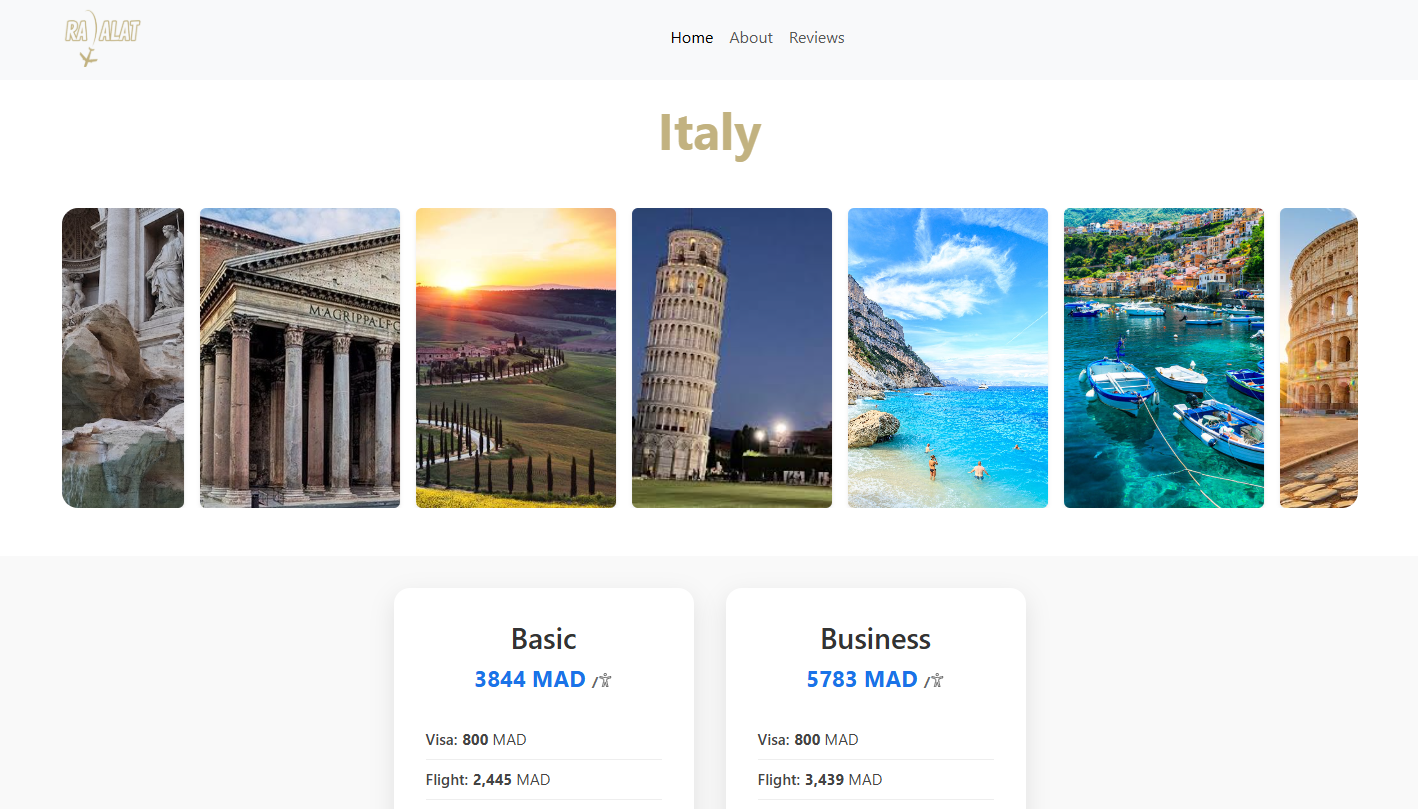 RA ALAT
Home About Reviews
Italy
M·AGRIPPA·L·F·C
Basic
3844 MAD /
Visa: 800 MAD
Flight: 2,445 MAD
Business
5783 MAD /
Visa: 800 MAD
Flight: 3,439 MAD